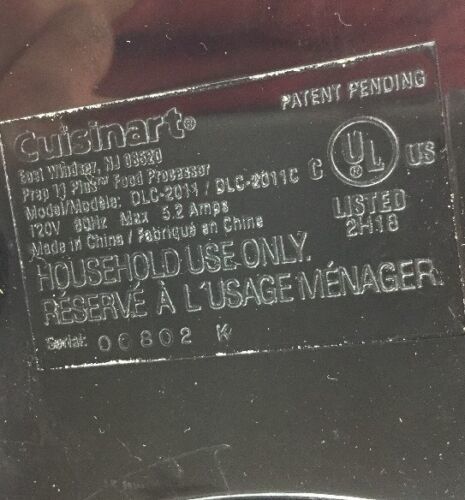 PATENT PENDING
Cuisinart®
East Windsor, NJ 08520
Prep 11 Plus™ Food Processor
Model/Modèle: DLC-2011 / DLC-2011C
120V 60Hz Max 5.2 Amps
Made in China / Fabriqué en Chine
C UL® US
LISTED
2H18
HOUSEHOLD USE ONLY.
RÉSERVÉ À L'USAGE MÉNAGER.
Serial: 00802 K